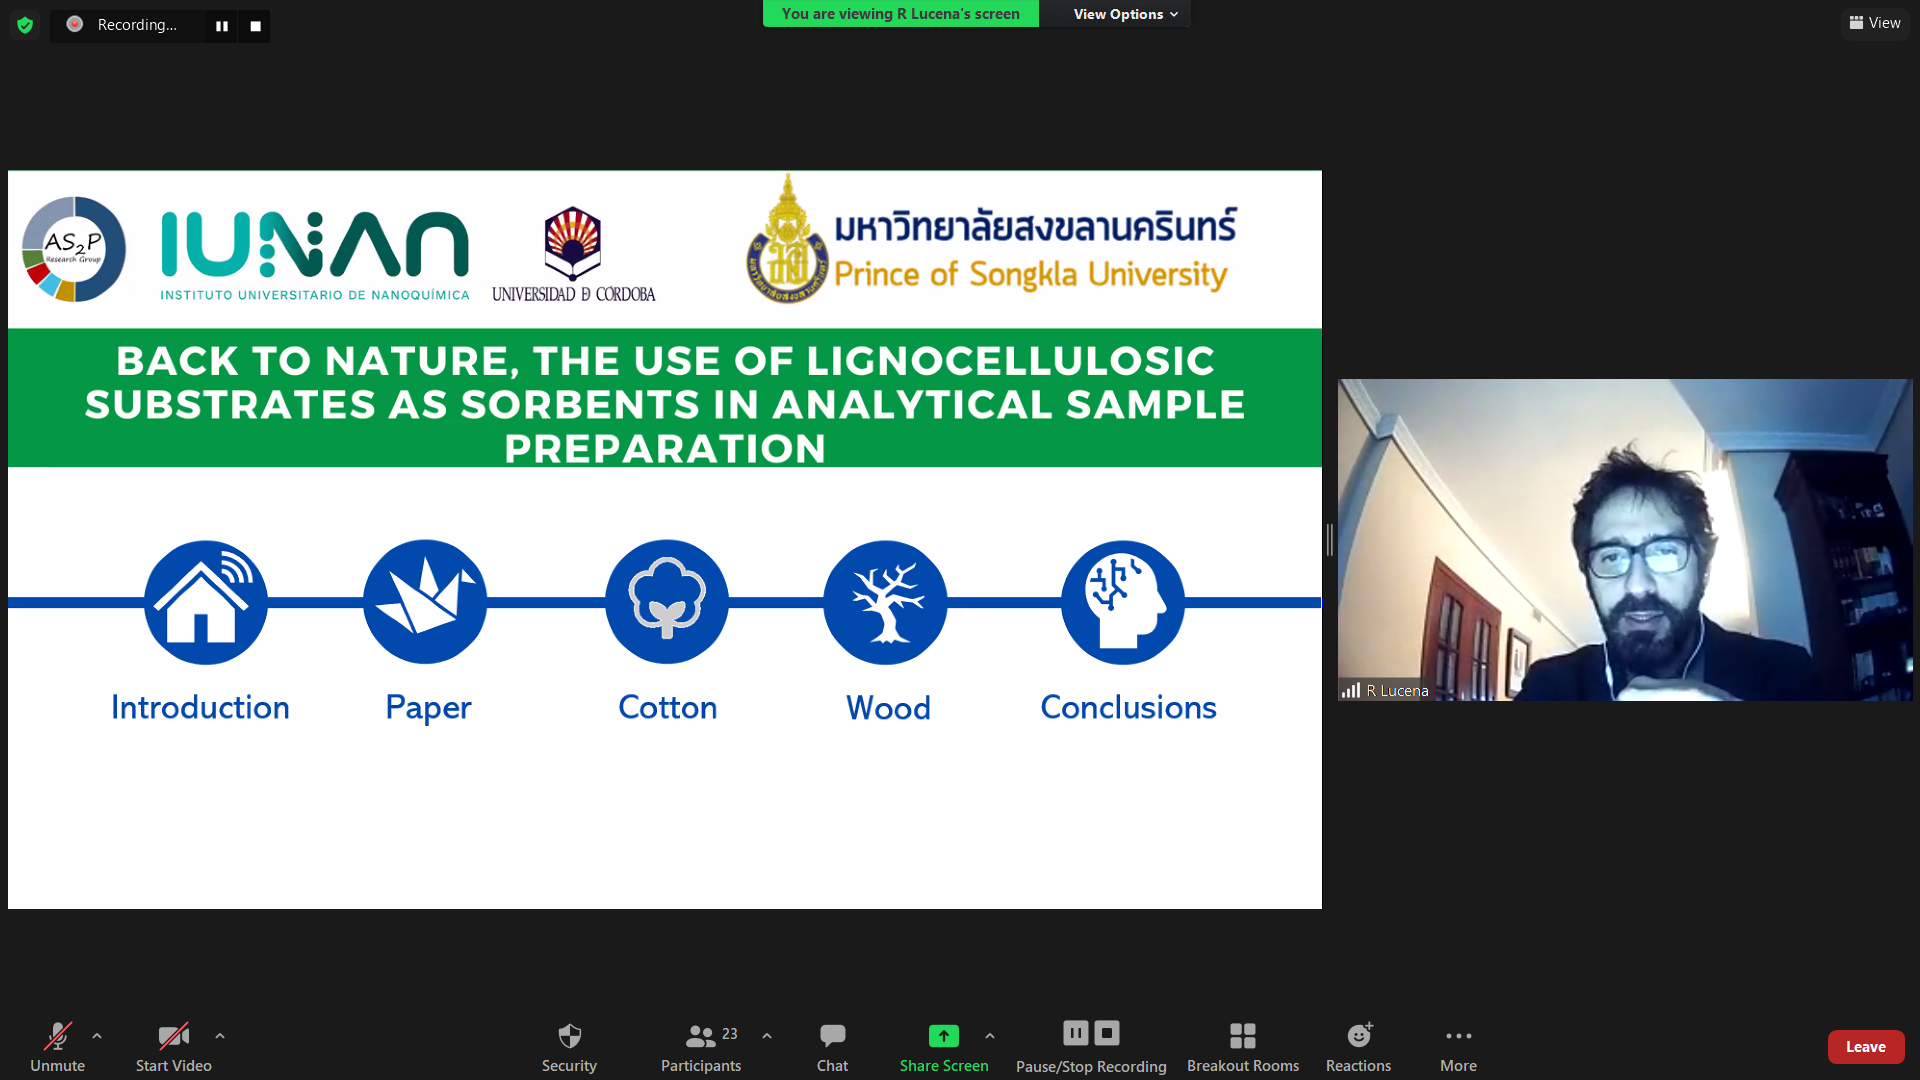 Recording...
You are viewing R Lucena's screen
View Options
View
AS2P
Research Group
IUNAN
INSTITUTO UNIVERSITARIO DE NANOQUÍMICA
UNIVERSIDAD Ð CÓRDOBA
มหาวิทยาลัยสงขลานครินทร์
Prince of Songkla University
BACK TO NATURE, THE USE OF LIGNOCELLULOSIC
SUBSTRATES AS SORBENTS IN ANALYTICAL SAMPLE
PREPARATION
Introduction
Paper
Cotton
Wood
Conclusions
R Lucena
Unmute
Start Video
Security
Participants
23
Chat
Share Screen
Pause/Stop Recording
Breakout Rooms
Reactions
More
Leave